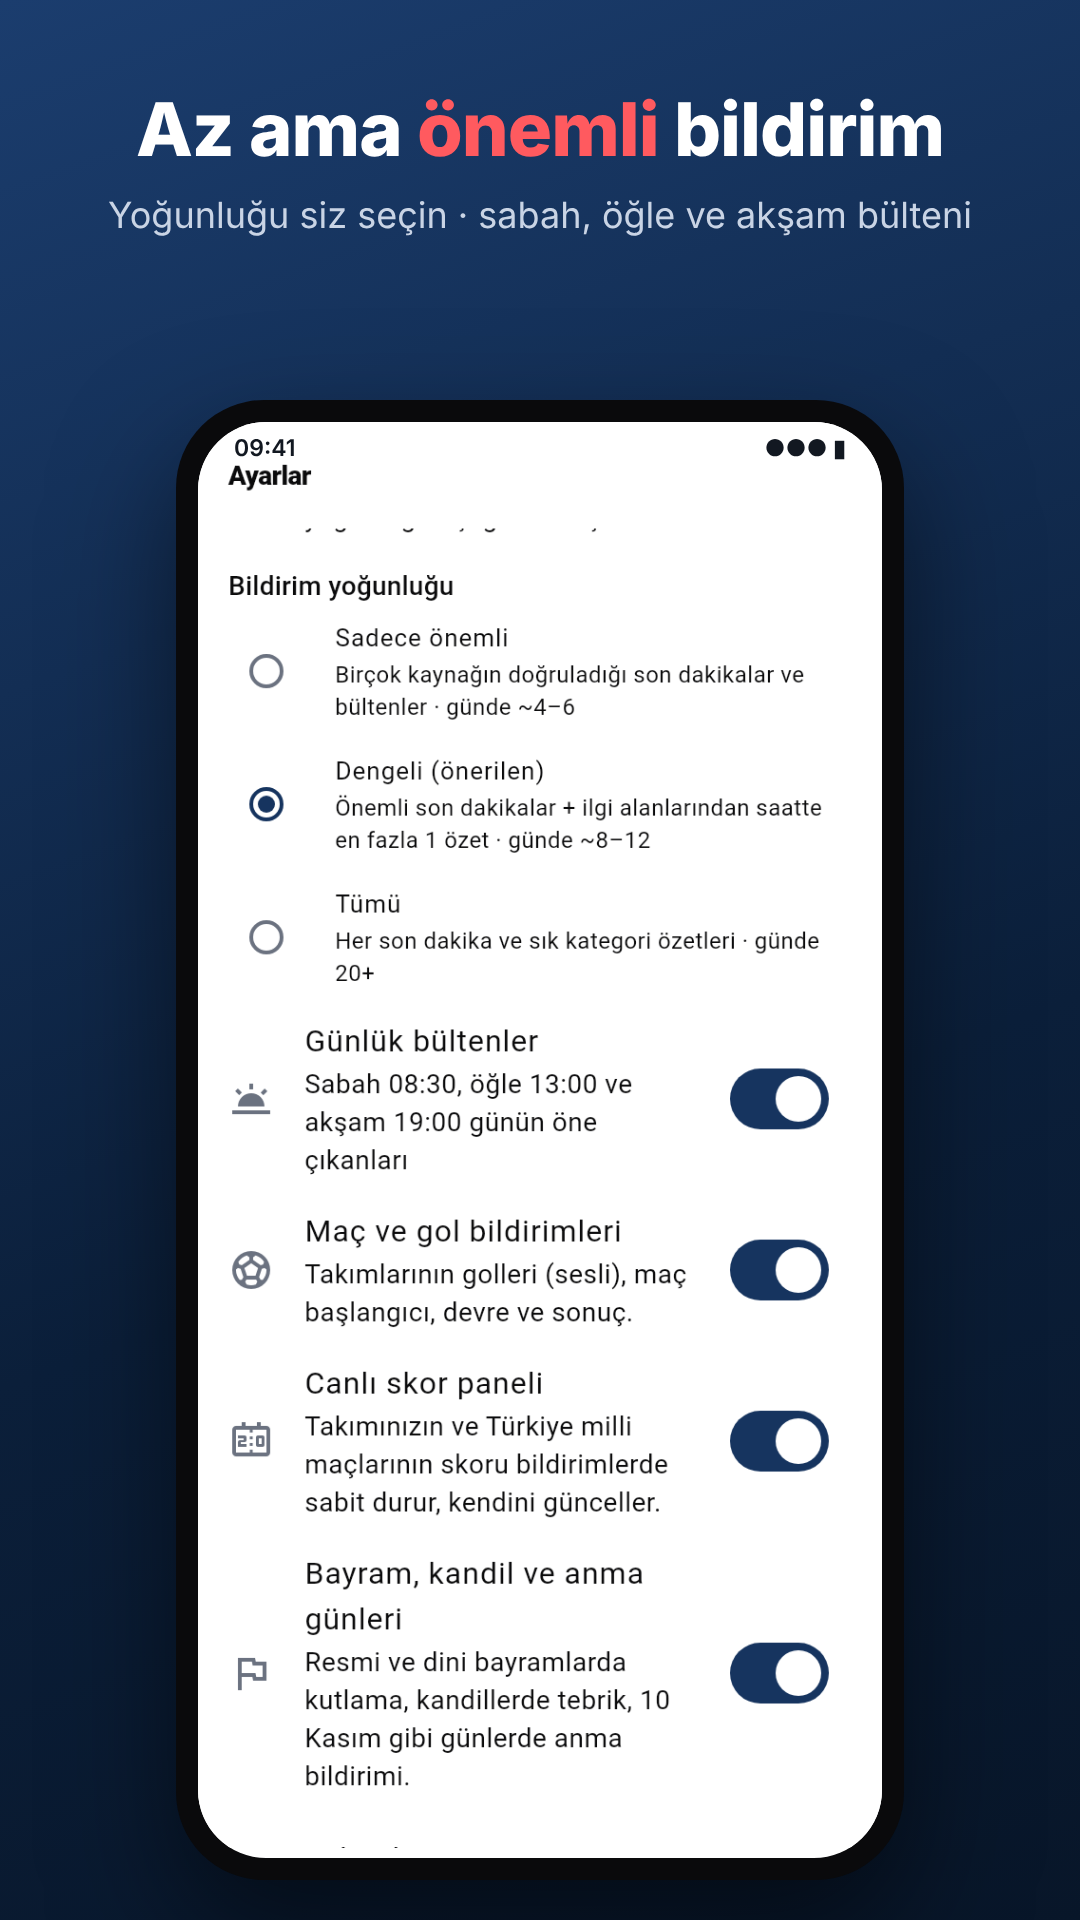 Az ama önemli bildirim
Yoğunluğu siz seçin · sabah, öğle ve akşam bülteni
09:41
Ayarlar
Bildirim yoğunluğu
Sadece önemli
Birçok kaynağın doğruladığı son dakikalar ve
bültenler · günde ~4–6
Dengeli (önerilen)
Önemli son dakikalar + ilgi alanlarından saatte
en fazla 1 özet · günde ~8–12
Tümü
Her son dakika ve sık kategori özetleri · günde
20+
Günlük bültenler
Sabah 08:30, öğle 13:00 ve
akşam 19:00 günün öne
çıkanları
Maç ve gol bildirimleri
Takımlarının golleri (sesli), maç
başlangıcı, devre ve sonuç.
Canlı skor paneli
2:0
Takımınızın ve Türkiye milli
maçlarının skoru bildirimlerde
sabit durur, kendini günceller.
Bayram, kandil ve anma
günleri
Resmi ve dini bayramlarda
kutlama, kandillerde tebrik, 10
Kasım gibi günlerde anma
bildirimi.